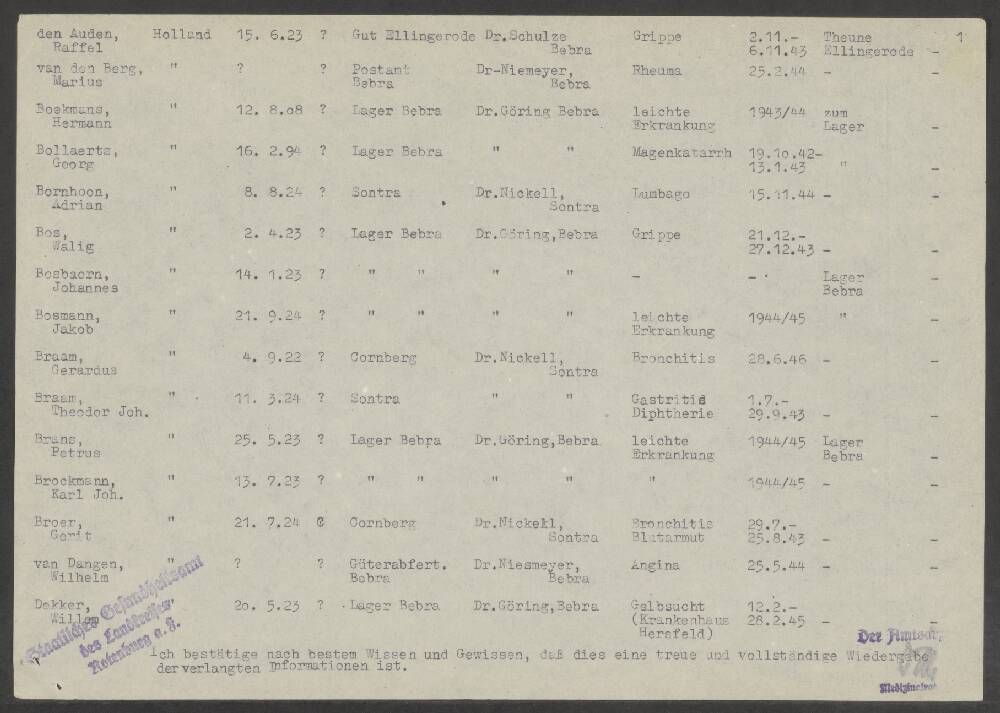 den Auden, Holland 15. 6.23 ? Gut Ellingerode Dr.Schulze Grippe 2.11.- Theune 1
Raffel Bebra 6.11.43 Ellingerode -
van den Berg, " ? ? Postamt Dr-Niemeyer, Rheuma 25.2.44 -
Marius Bebra Bebra
Boekmans, " 12. 8.o8 ? Lager Bebra Dr.Göring Bebra leichte 1943/44 zum
Hermann Erkrankung Lager -
Bollaerts, " 16. 2.94 ? Lager Bebra " " Magenkatarrh 19.1o.42-
Georg 13.1.43 " -
Bornhoon, " 8. 8.24 ? Sontra Dr.Nickell, Lumbago 15.11.44 - -
Adrian Sontra
Bos, " 2. 4.23 ? Lager Bebra Dr.Göring,Bebra Grippe 21.12.-
Walig 27.12.43 - -
Bosbaorn, " 14. 1.23 ? " " " " - - Lager -
Johannes Bebra
Bosmann, " 21. 9.24 ? " " " " leichte 1944/45 " -
Jakob Erkrankung
Braam, " 4. 9.22 ? Cornberg Dr.Nickell, Bronchitis 28.6.46 - -
Gerardus Sontra
Braam, " 11. 3.24 ? Sontra " " Gastritis 1.7.-
Theodor Joh. Diphtherie 29.9.43 - -
Brans, " 25. 5.23 ? Lager Bebra Dr.Göring,Bebra leichte 1944/45 Lager
Petrus Erkrankung Bebra -
Brockmann, " 13. 7.23 ? " " " " " 1944/45 - -
Karl Joh.
Broer, " 21. 7.24 Cornberg Dr.Nickell, Bronchitis 29.7.-
Gerit Sontra Blutarmut 25.8.43 - -
van Dangen, " ? ? Güterabfert. Dr.Niesmeyer, Angina 25.5.44 - -
Wilhelm Bebra Bebra
Dekker, 2o. 5.23 ? Lager Bebra Dr.Göring,Bebra Gelbsucht 12.2.-
Willem (Krankenhaus 28.2.45 - -
Hersfeld)
Staatliches Gesundheitsamt
des Landkreises
Rotenburg a. F.
Der Amtsarzt
Ich bestätige nach bestem Wissen und Gewissen, daß dies eine treue und vollständige Wiedergabe
der verlangten Informationen ist.
Medizinalrat